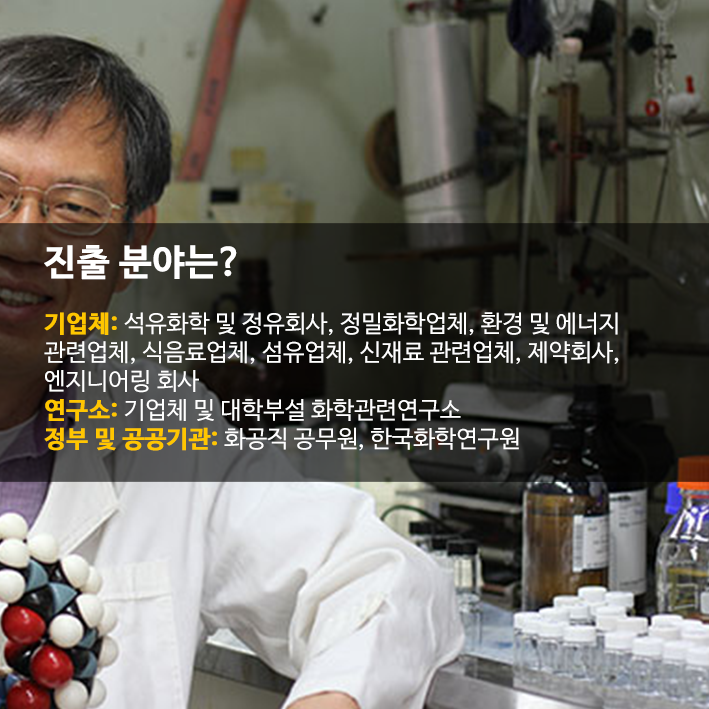 진출 분야는?
기업체: 석유화학 및 정유회사, 정밀화학업체, 환경 및 에너지
관련업체, 식음료업체, 섬유업체, 신재료 관련업체, 제약회사,
엔지니어링 회사
연구소: 기업체 및 대학부설 화학관련연구소
정부 및 공공기관: 화공직 공무원, 한국화학연구원